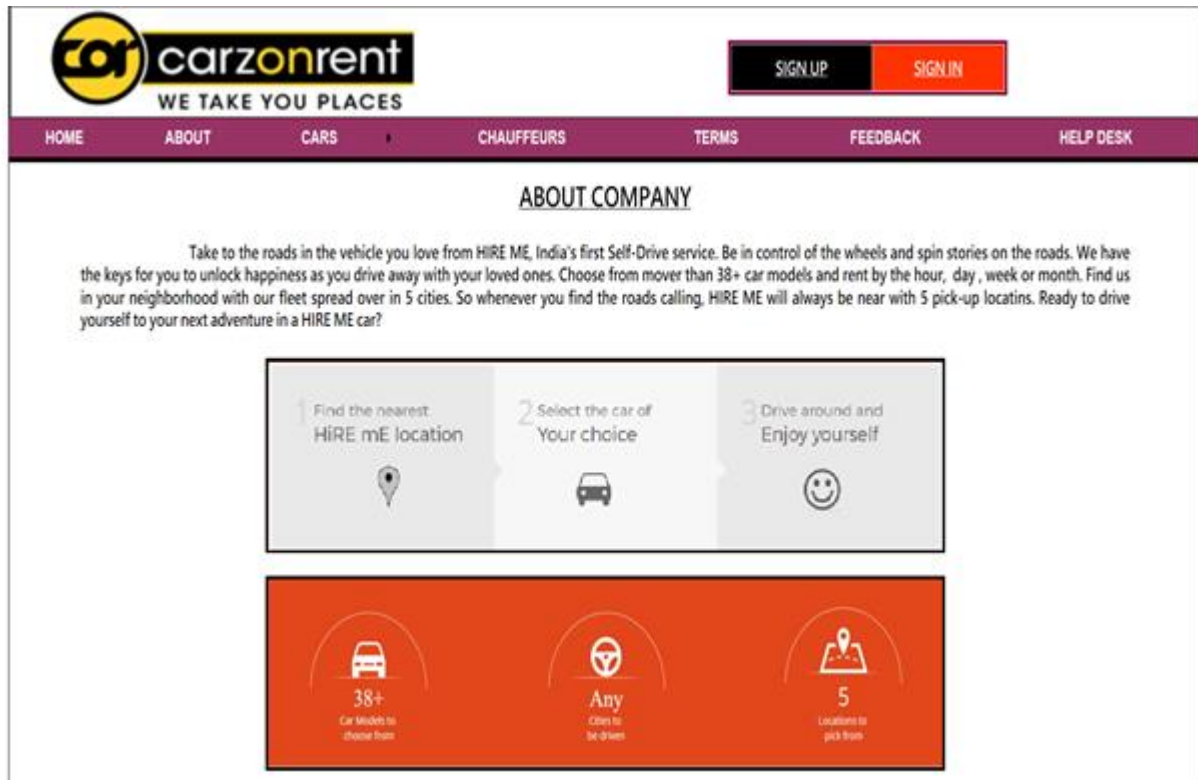 cor carzonrent
WE TAKE YOU PLACES
SIGN UP SIGN IN
HOME ABOUT CARS CHAUFFEURS TERMS FEEDBACK HELP DESK
ABOUT COMPANY
Take to the roads in the vehicle you love from HIRE ME, India's first Self-Drive service. Be in control of the wheels and spin stories on the roads. We have
the keys for you to unlock happiness as you drive away with your loved ones. Choose from mover than 38+ car models and rent by the hour, day , week or month. Find us
in your neighborhood with our fleet spread over in 5 cities. So whenever you find the roads calling, HIRE ME will always be near with 5 pick-up locatins. Ready to drive
yourself to your next adventure in a HIRE ME car?
1 Find the nearest
HiRE mE location
2 Select the car of
Your choice
3 Drive around and
Enjoy yourself
38+
Car Models to
choose from
Any
Cities to
be driven
5
Locations to
pick from